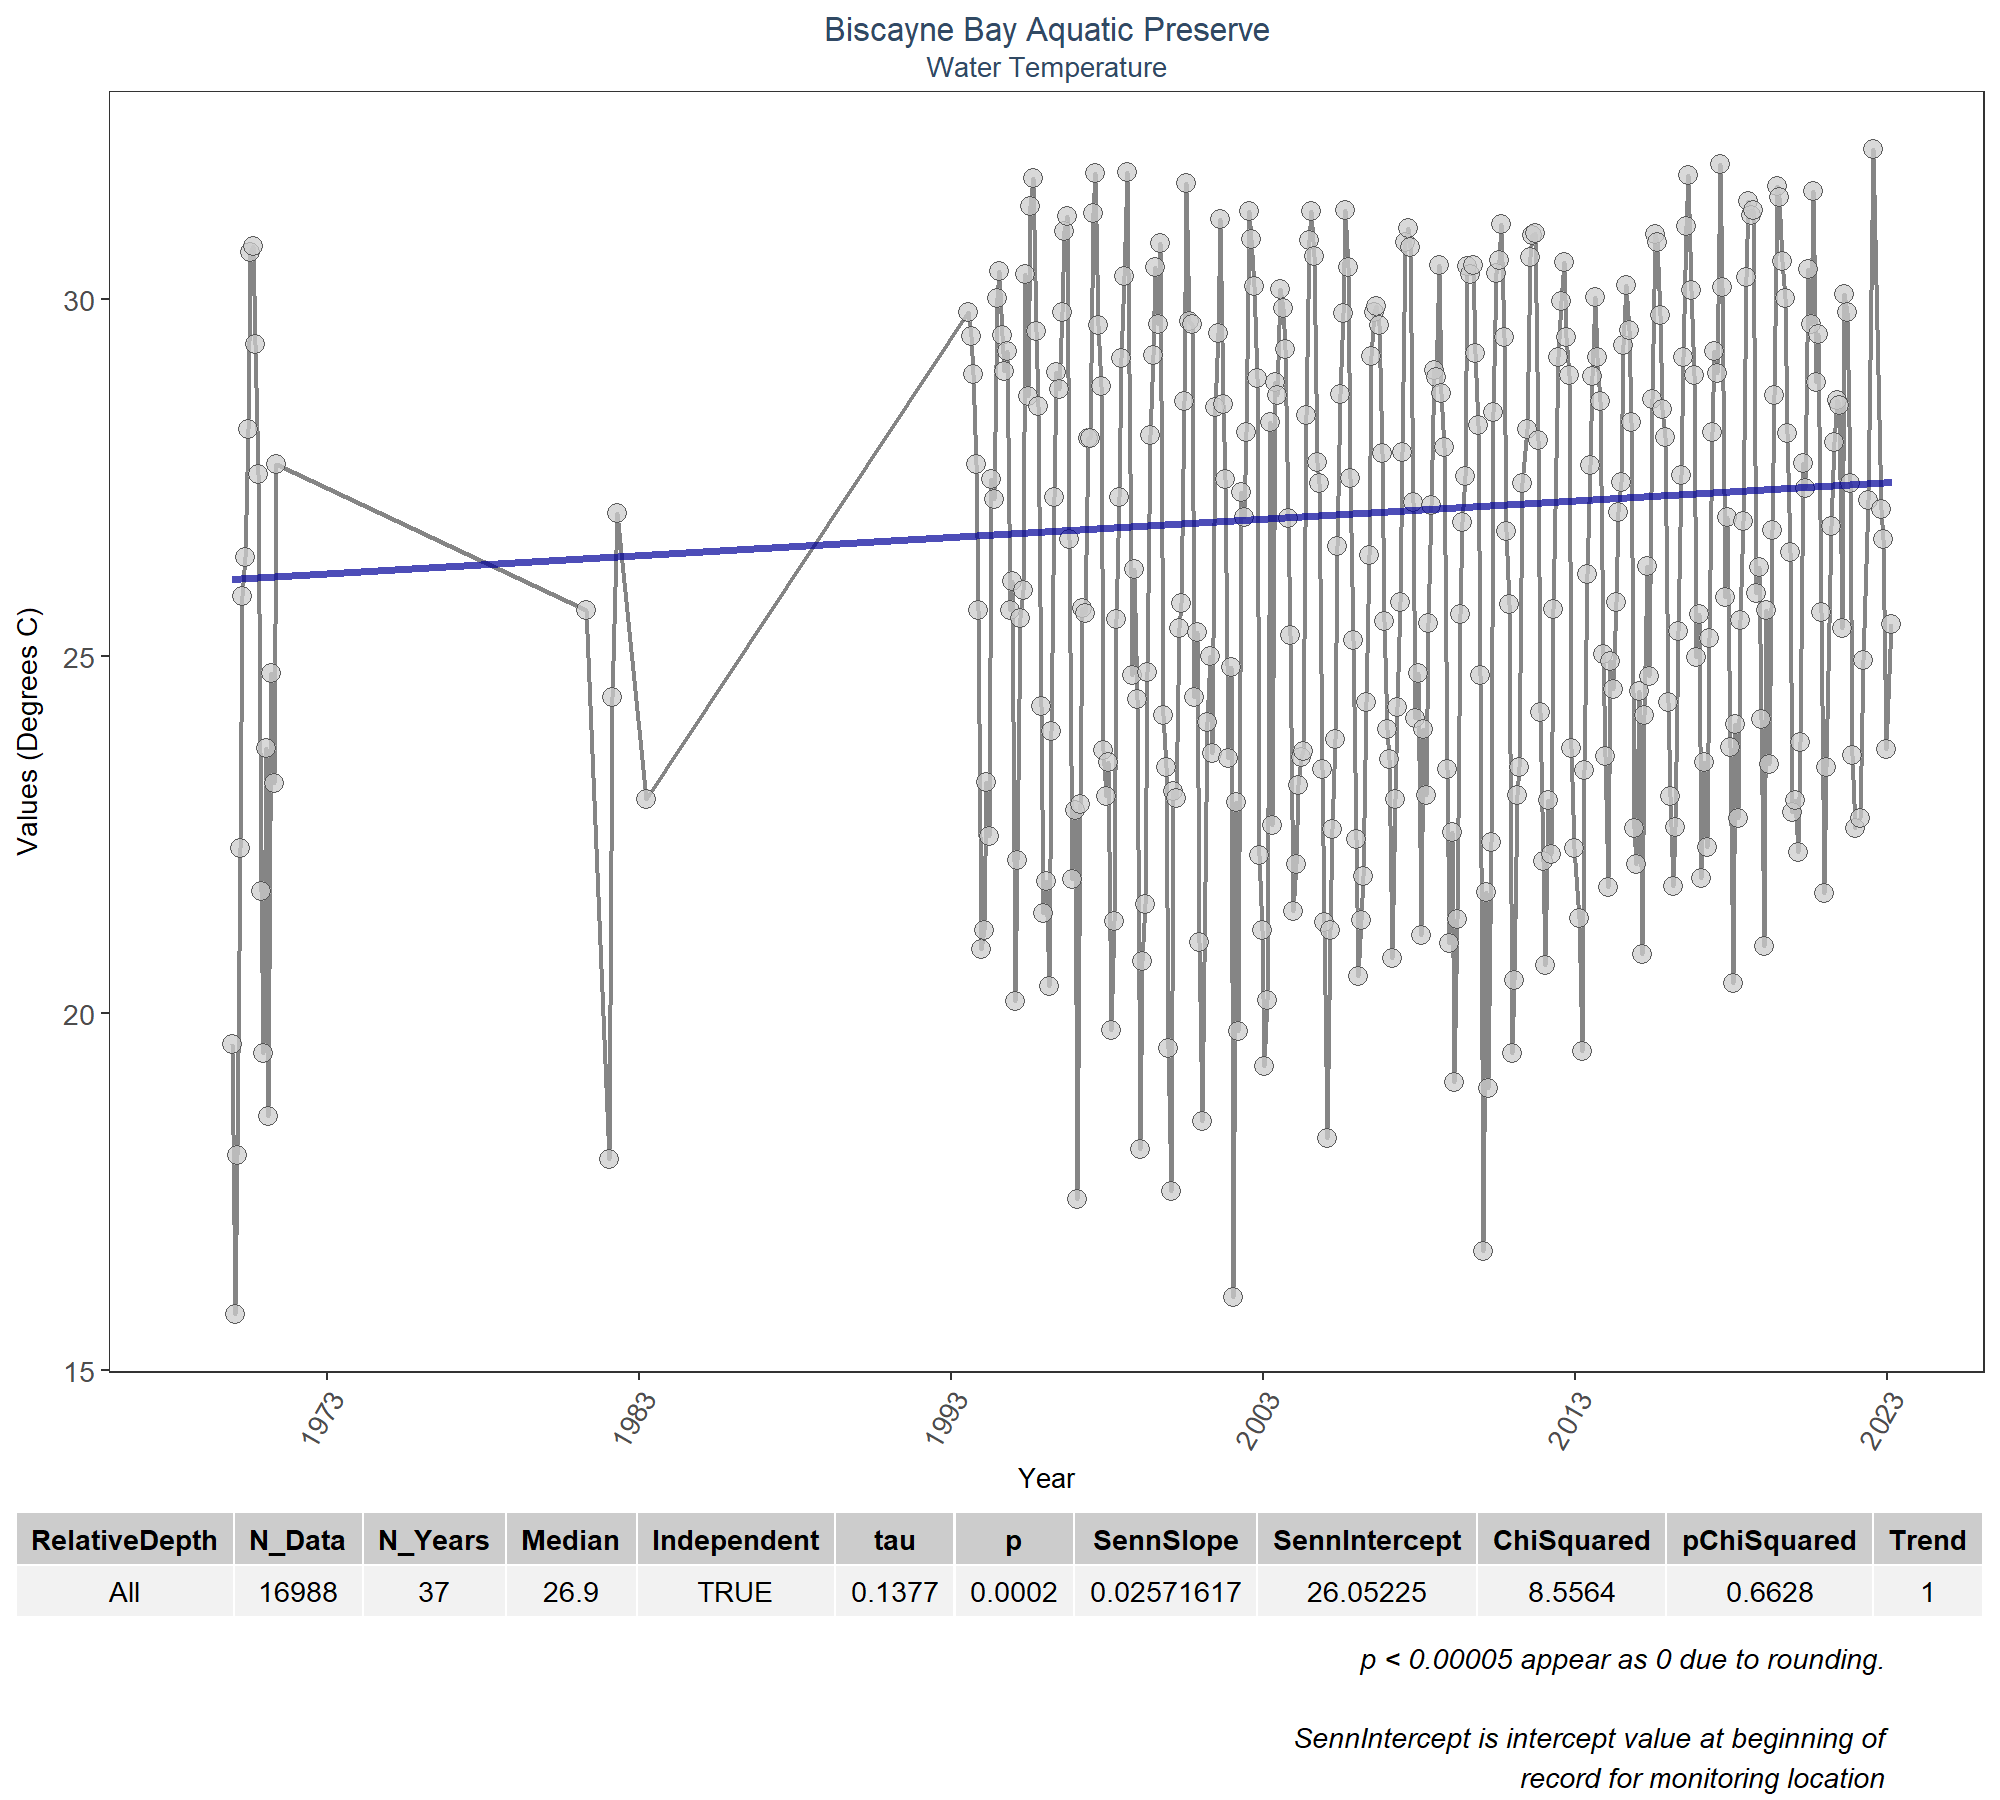 Biscayne Bay Aquatic Preserve
Water Temperature
Values (Degrees C)
30
25
20
15
1973
1983
1993
2003
2013
2023
Year
RelativeDepth N_Data N_Years Median Independent tau p SennSlope SennIntercept ChiSquared pChiSquared Trend
All 16988 37 26.9 TRUE 0.1377 0.0002 0.02571617 26.05225 8.5564 0.6628 1
p < 0.00005 appear as 0 due to rounding.
SennIntercept is intercept value at beginning of
record for monitoring location